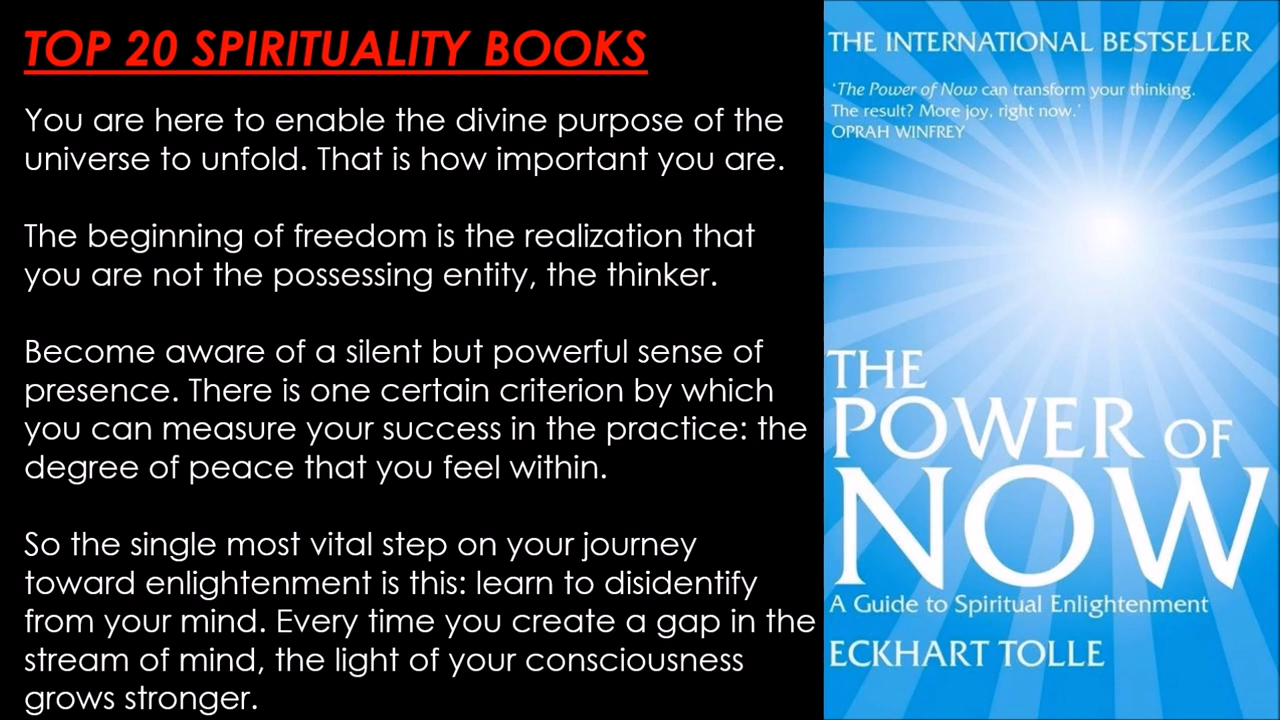 TOP 20 SPIRITUALITY BOOKS
You are here to enable the divine purpose of the
universe to unfold. That is how important you are.
The beginning of freedom is the realization that
you are not the possessing entity, the thinker.
Become aware of a silent but powerful sense of
presence. There is one certain criterion by which
you can measure your success in the practice: the
degree of peace that you feel within.
So the single most vital step on your journey
toward enlightenment is this: learn to disidentify
from your mind. Every time you create a gap in the
stream of mind, the light of your consciousness
grows stronger.
THE INTERNATIONAL BESTSELLER
‘The Power of Now can transform your thinking.
The result? More joy, right now.’
OPRAH WINFREY
THE
POWER OF
NOW
A Guide to Spiritual Enlightenment
ECKHART TOLLE